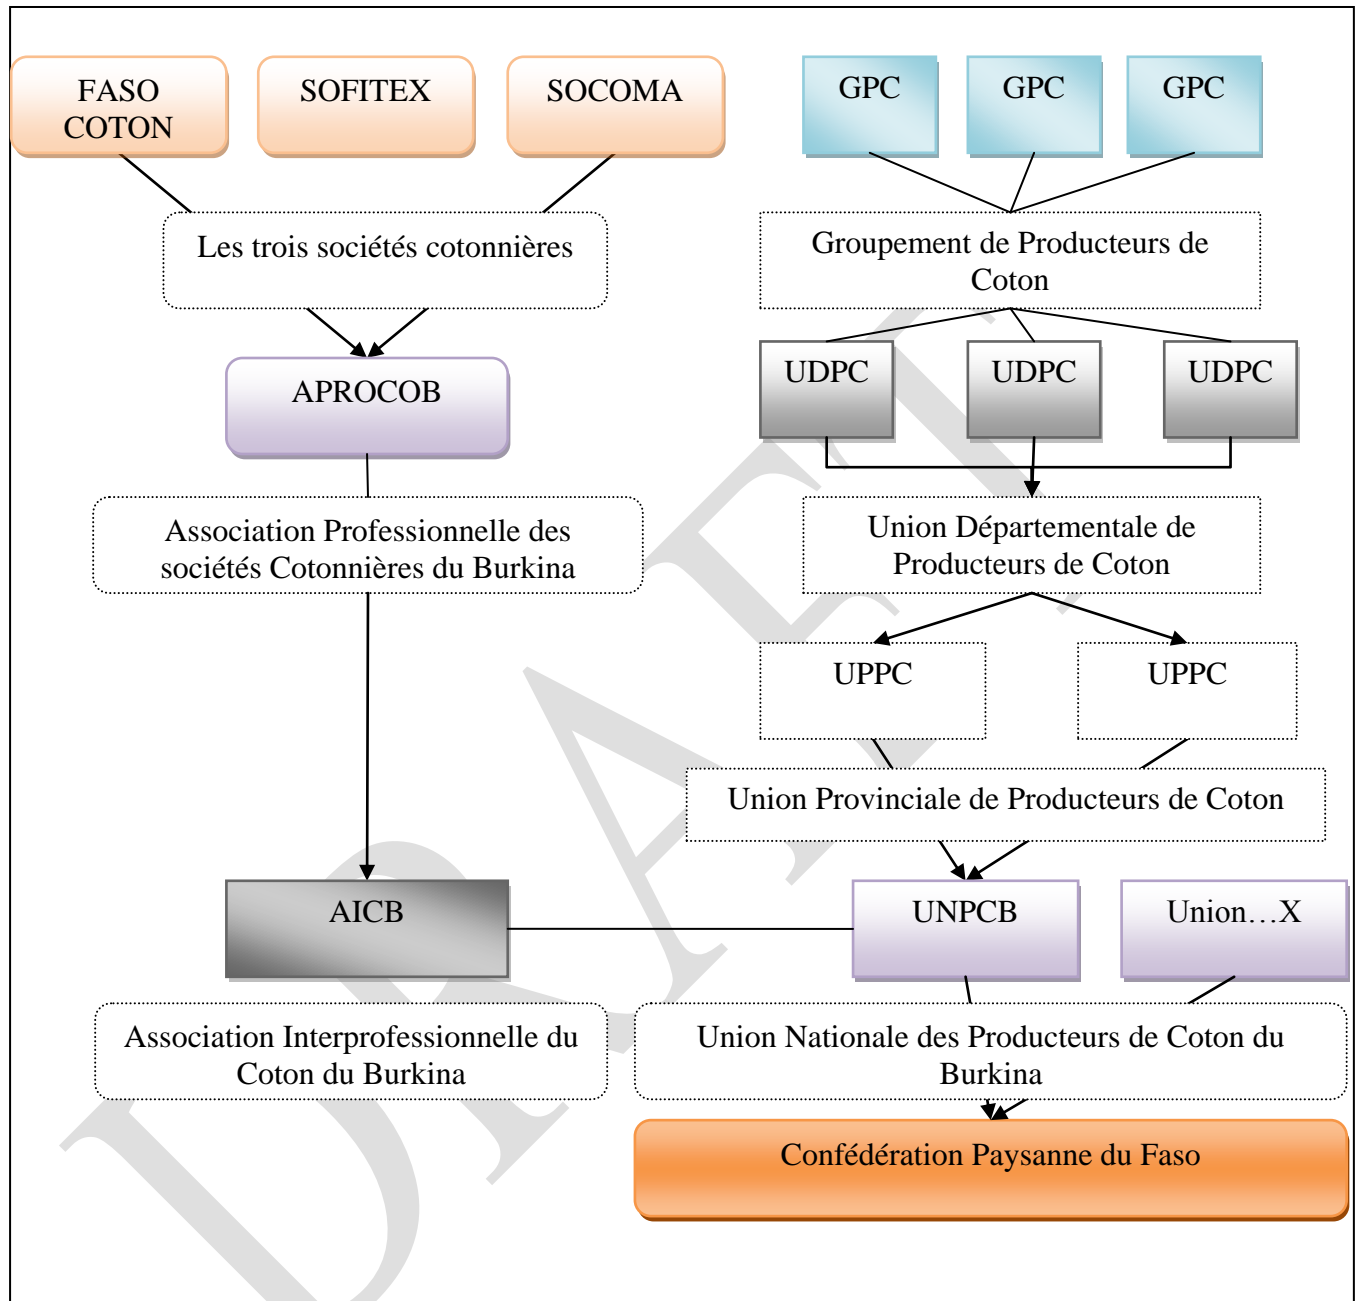 FASO
COTON
SOFITEX
SOCOMA
GPC
GPC
GPC
Les trois sociétés cotonnières
Groupement de Producteurs de
Coton
APROCOB
UDPC
UDPC
UDPC
Association Professionnelle des
sociétés Cotonnières du Burkina
Union Départementale de
Producteurs de Coton
UPPC
UPPC
Union Provinciale de Producteurs de Coton
AICB
UNPCB
Union…X
Association Interprofessionnelle du
Coton du Burkina
Union Nationale des Producteurs de Coton du
Burkina
Confédération Paysanne du Faso
DRAFT